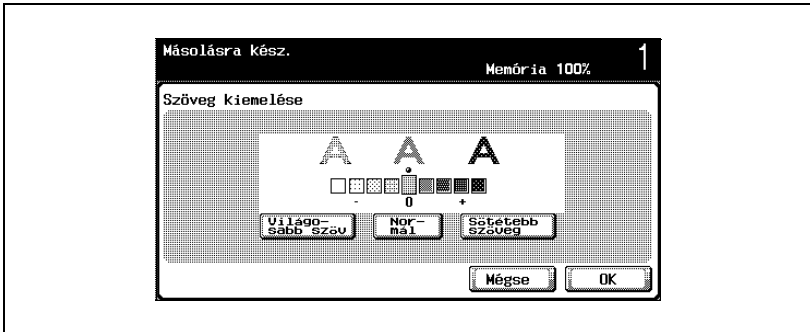 Másolásra kész.
Memória 100%
1
Szöveg kiemelése
A A A
- 0 +
Világo-
sabb szöv
Nor-
mál
Sötétebb
szöveg
Mégse
OK